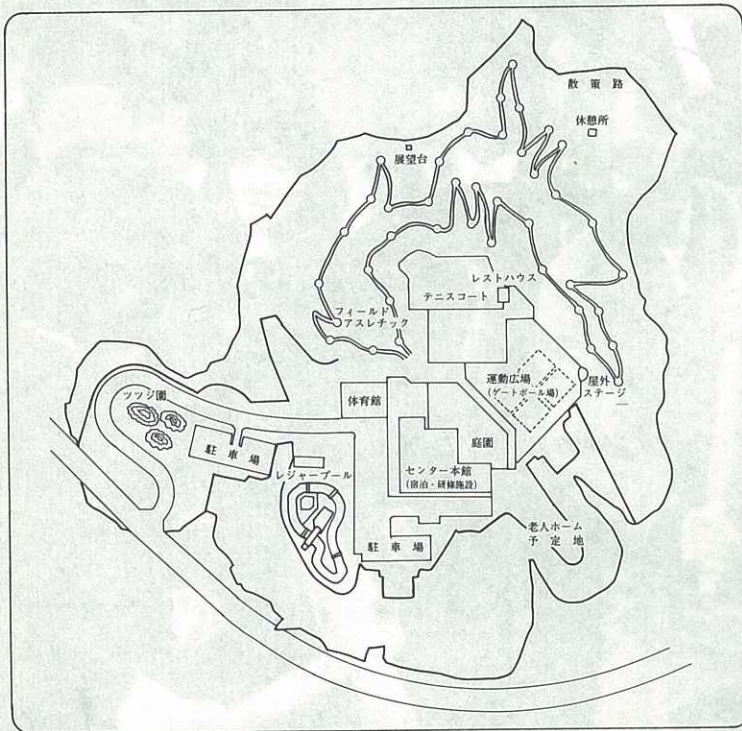 散策路
休憩所
展望台
レストハウス
テニスコート
フィールド
アスレチック
運動広場
(ゲートボール場)
屋外
ステージ
ツツジ園
体育館
庭園
駐車場
レジャープール
センター本館
(宿泊・研修施設)
老人ホーム
予定地
駐車場